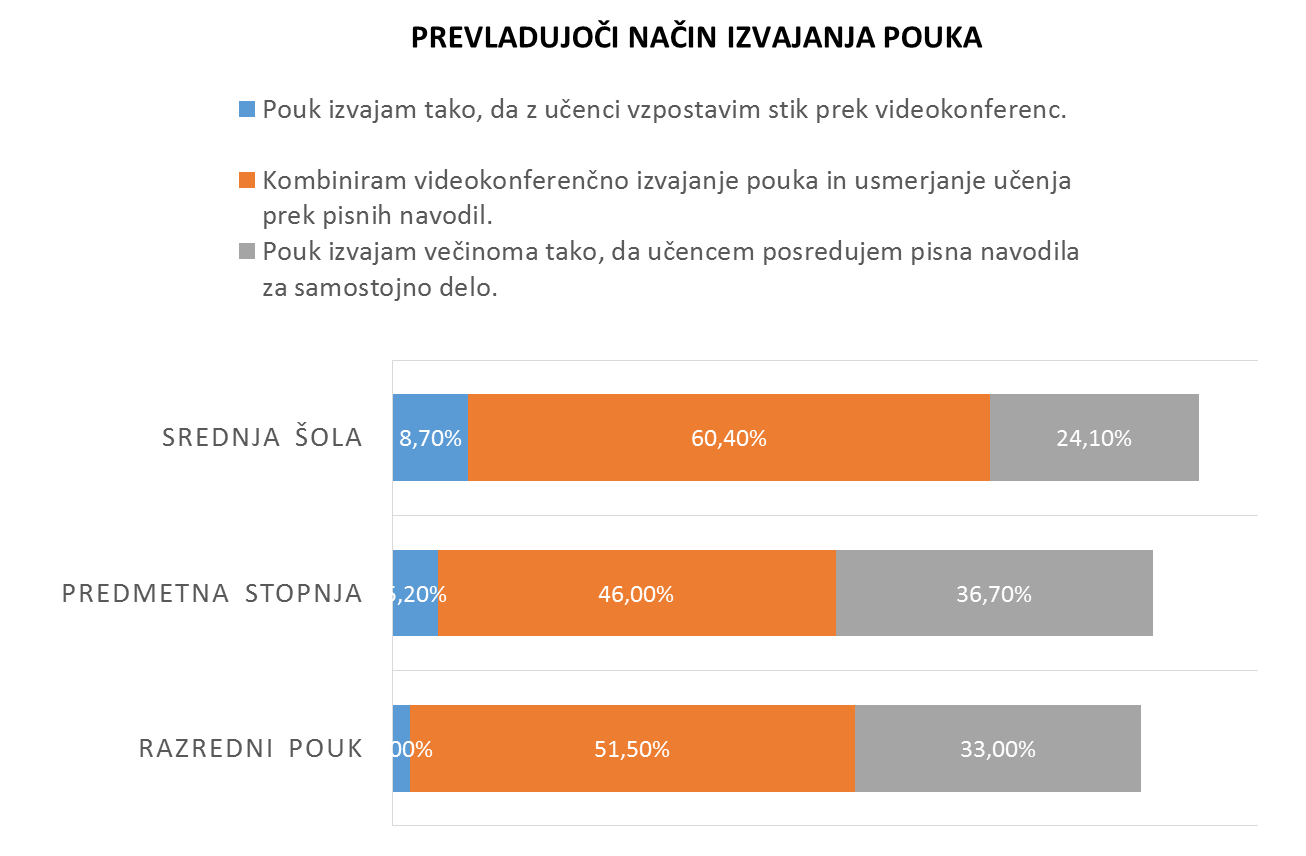 PREVLADUJOČI NAČIN IZVAJANJA POUKA
Pouk izvajam tako, da z učenci vzpostavim stik prek videokonferenc.
Kombiniram videokonferenčno izvajanje pouka in usmerjanje učenja
prek pisnih navodil.
Pouk izvajam večinoma tako, da učencem posredujem pisna navodila
za samostojno delo.
SREDNJA ŠOLA 8,70% 60,40% 24,10%
PREDMETNA STOPNJA 5,20% 46,00% 36,70%
RAZREDNI POUK 51,50% 33,00%